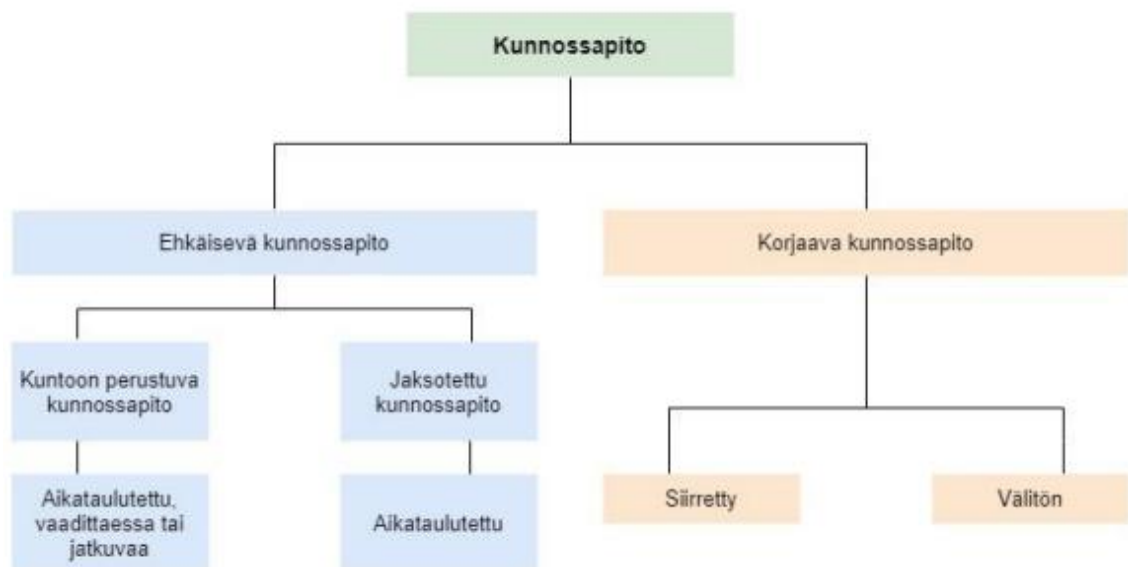 Kunnossapito
Ehkäisevä kunnossapito
Korjaava kunnossapito
Kuntoon perustuva
kunnossapito
Jaksotettu
kunnossapito
Aikataulutettu,
vaadittaessa tai
jatkuvaa
Aikataulutettu
Siirretty
Välitön